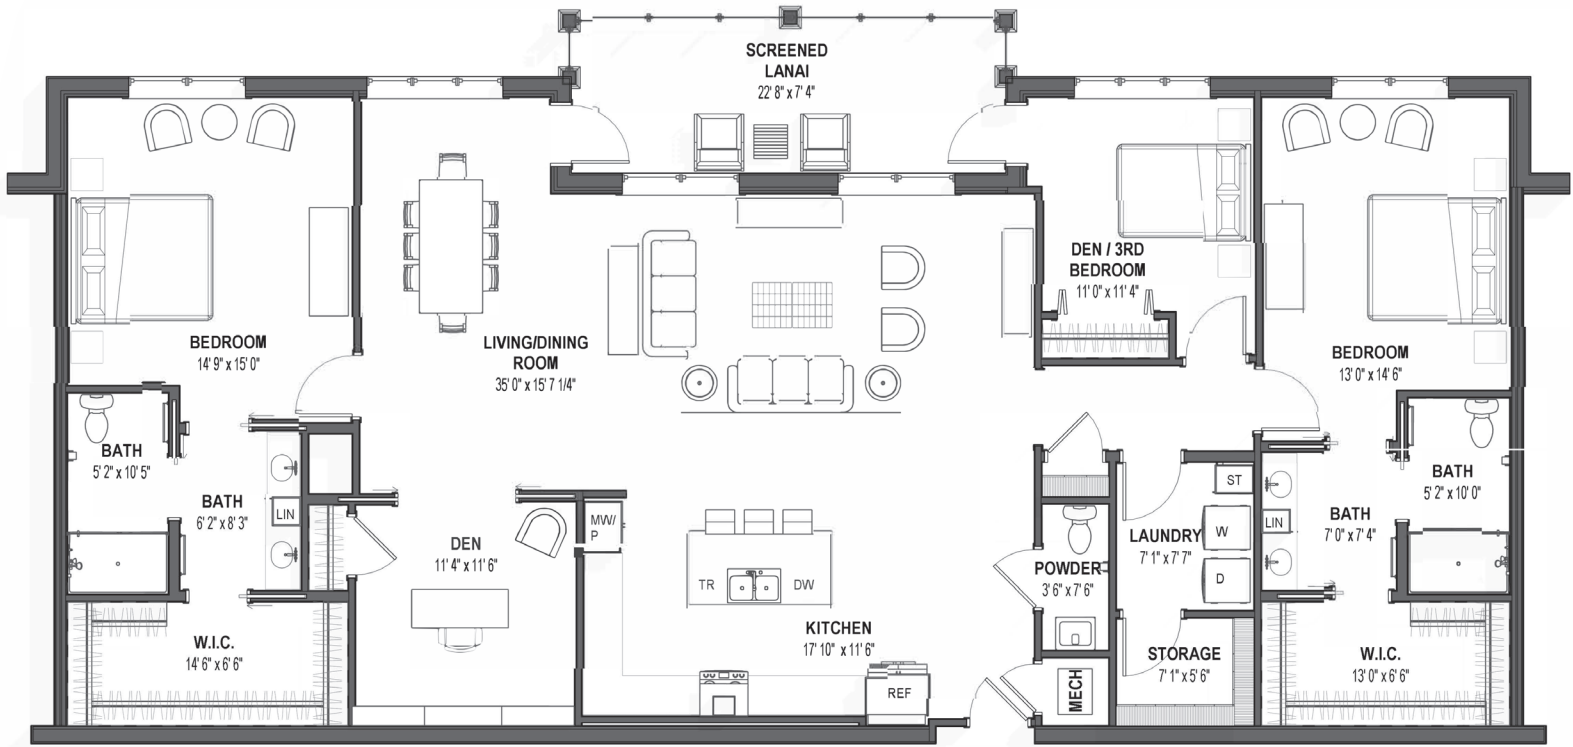 SCREENED
LANAI
22' 8" x 7' 4"
DEN / 3RD
BEDROOM
11' 0" x 11' 4"
BEDROOM
14' 9" x 15' 0"
LIVING/DINING
ROOM
35' 0" x 15' 7 1/4"
BEDROOM
13' 0" x 14' 6"
BATH
5' 2" x 10' 5"
BATH
6' 2" x 8' 3"
LIN
DEN
11' 4" x 11' 6"
MW/
P
TR
DW
KITCHEN
17' 10" x 11' 6"
REF
POWDER
3' 6" x 7' 6"
LAUNDRY
7' 1" x 7' 7"
ST
W
D
LIN
BATH
7' 0" x 7' 4"
BATH
5' 2" x 10' 0"
W.I.C.
14' 6" x 6' 6"
MECH
STORAGE
7' 1" x 5' 6"
W.I.C.
13' 0" x 6' 6"